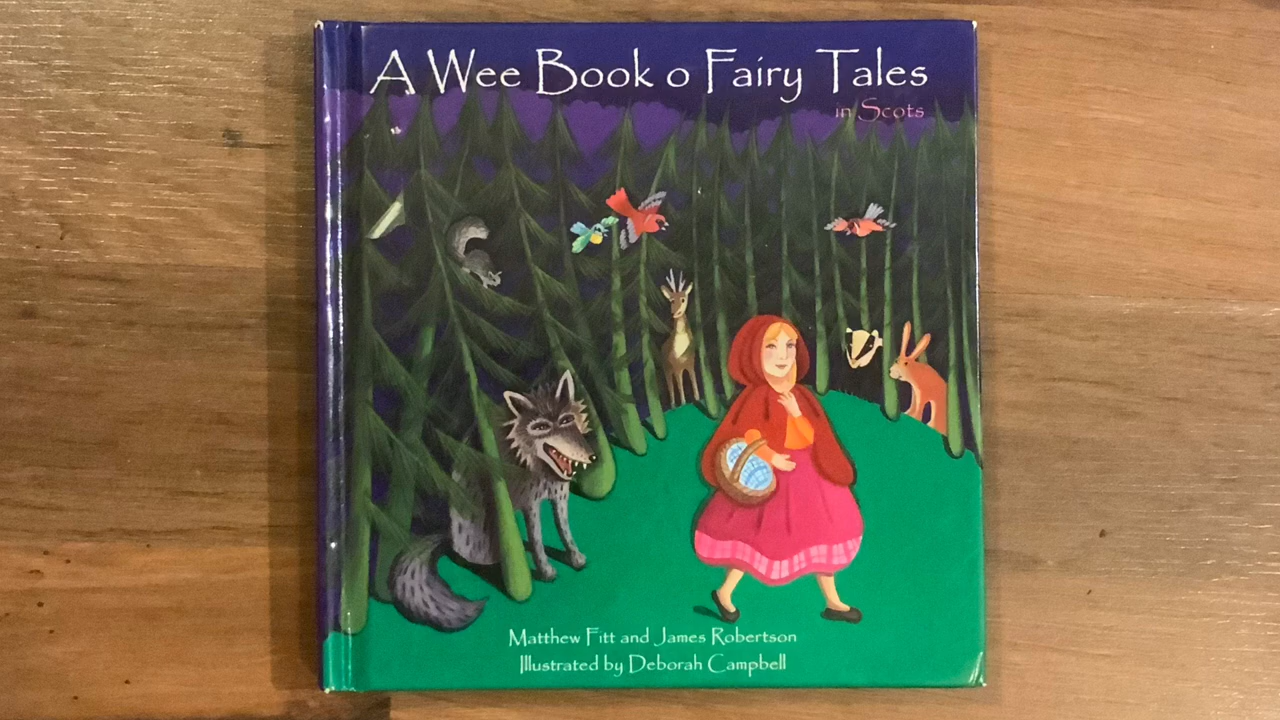 A Wee Book o Fairy Tales
in Scots
Matthew Fitt and James Robertson
Illustrated by Deborah Campbell